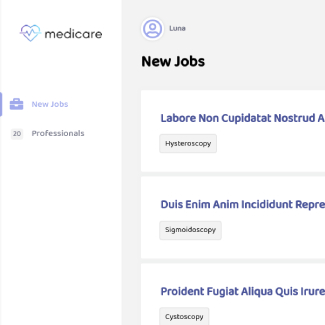 medicare
Luna
New Jobs
New Jobs
20 Professionals
Labore Non Cupidatat Nostrud A
Hysteroscopy
Duis Enim Anim Incididunt Repre
Sigmoidoscopy
Proident Fugiat Aliqua Quis Irure
Cystoscopy